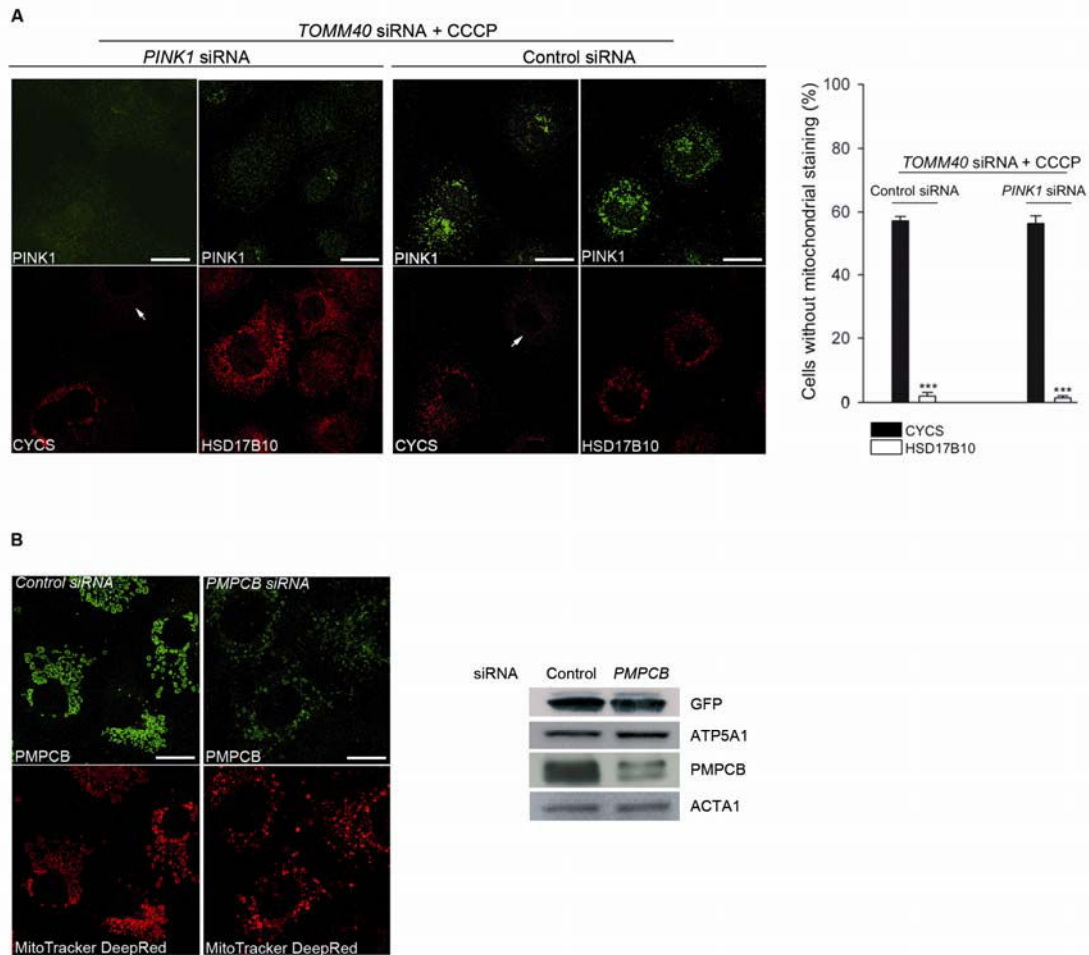 A
TOMM40 siRNA + CCCP
PINK1 siRNA
Control siRNA
PINK1
PINK1
PINK1
PINK1
CYCS
HSD17B10
CYCS
HSD17B10
Cells without mitochondrial staining (%)
100
80
60
40
20
0
TOMM40 siRNA + CCCP
Control siRNA
PINK1 siRNA
***
***
CYCS
HSD17B10
B
Control siRNA
PMPCB siRNA
PMPCB
PMPCB
MitoTracker DeepRed
MitoTracker DeepRed
siRNA Control PMPCB
GFP
ATP5A1
PMPCB
ACTA1